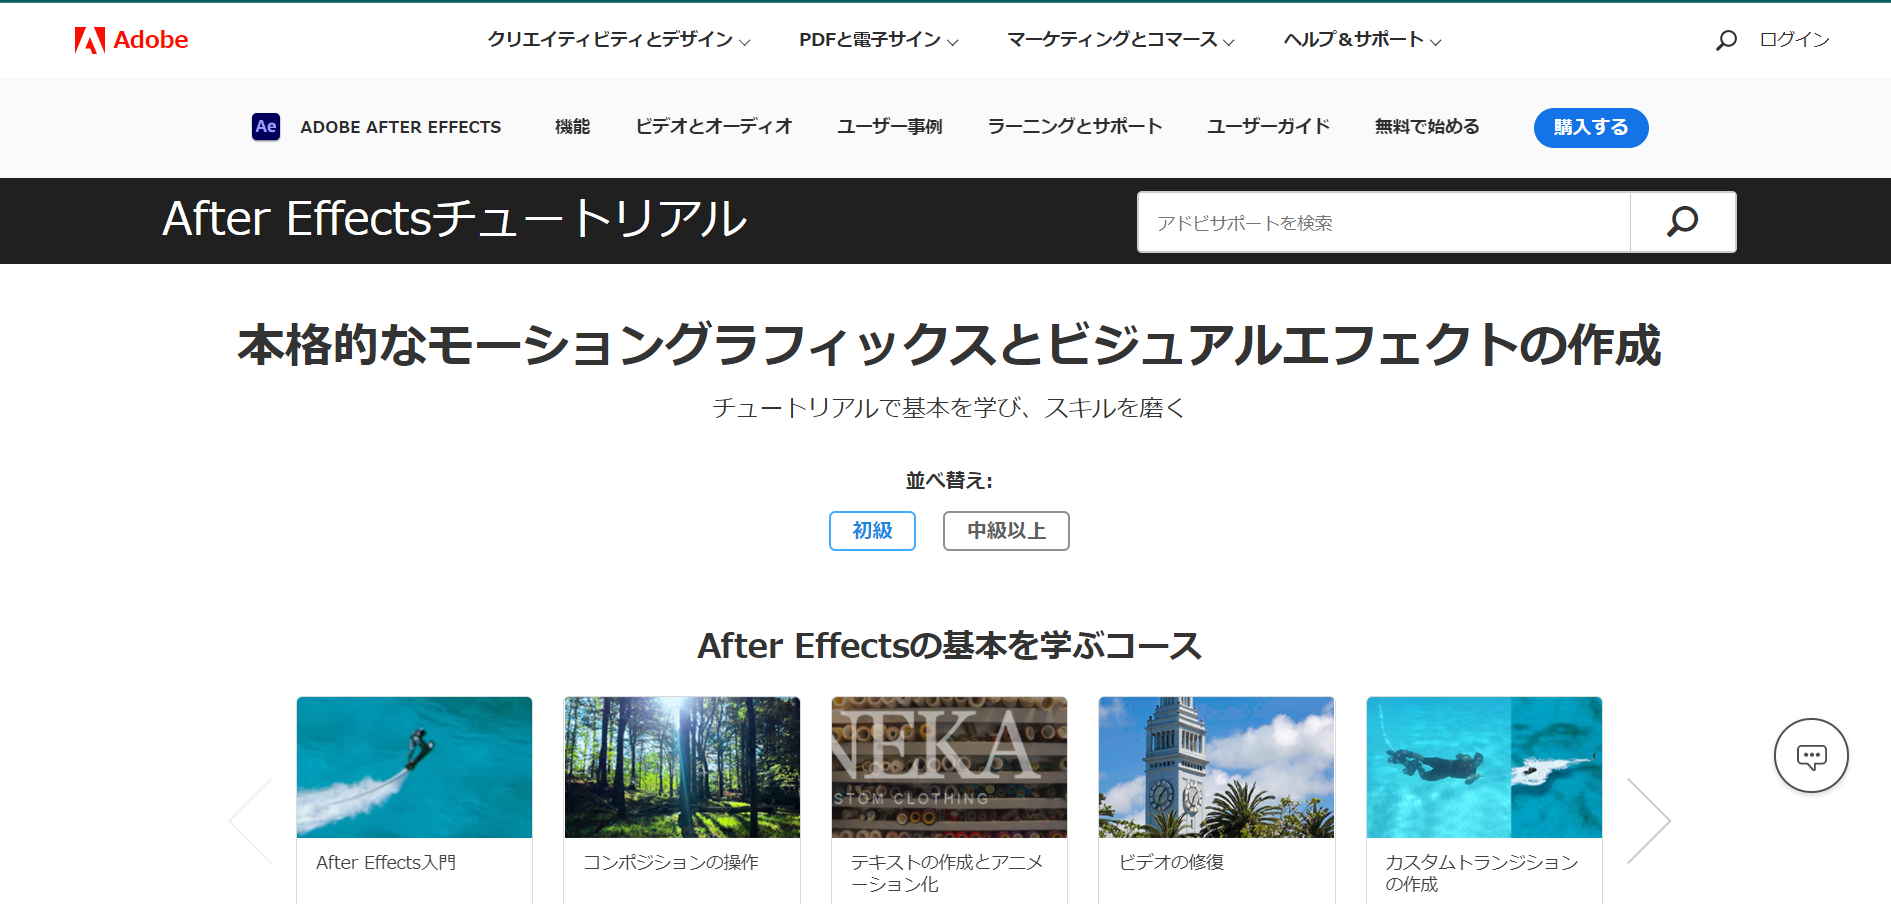 Adobe
クリエイティビティとデザイン
PDFと電子サイン
マーケティングとコマース
ヘルプ&サポート
ログイン
Ae
ADOBE AFTER EFFECTS
機能
ビデオとオーディオ
ユーザー事例
ラーニングとサポート
ユーザーガイド
無料で始める
購入する
After Effectsチュートリアル
アドビサポートを検索
本格的なモーショングラフィックスとビジュアルエフェクトの作成
チュートリアルで基本を学び、スキルを磨く
並べ替え:
初級
中級以上
After Effectsの基本を学ぶコース
NEKA
STOM CLOTHING
After Effects入門
コンポジションの操作
テキストの作成とアニメ
ーション化
ビデオの修復
カスタムトランジション
の作成